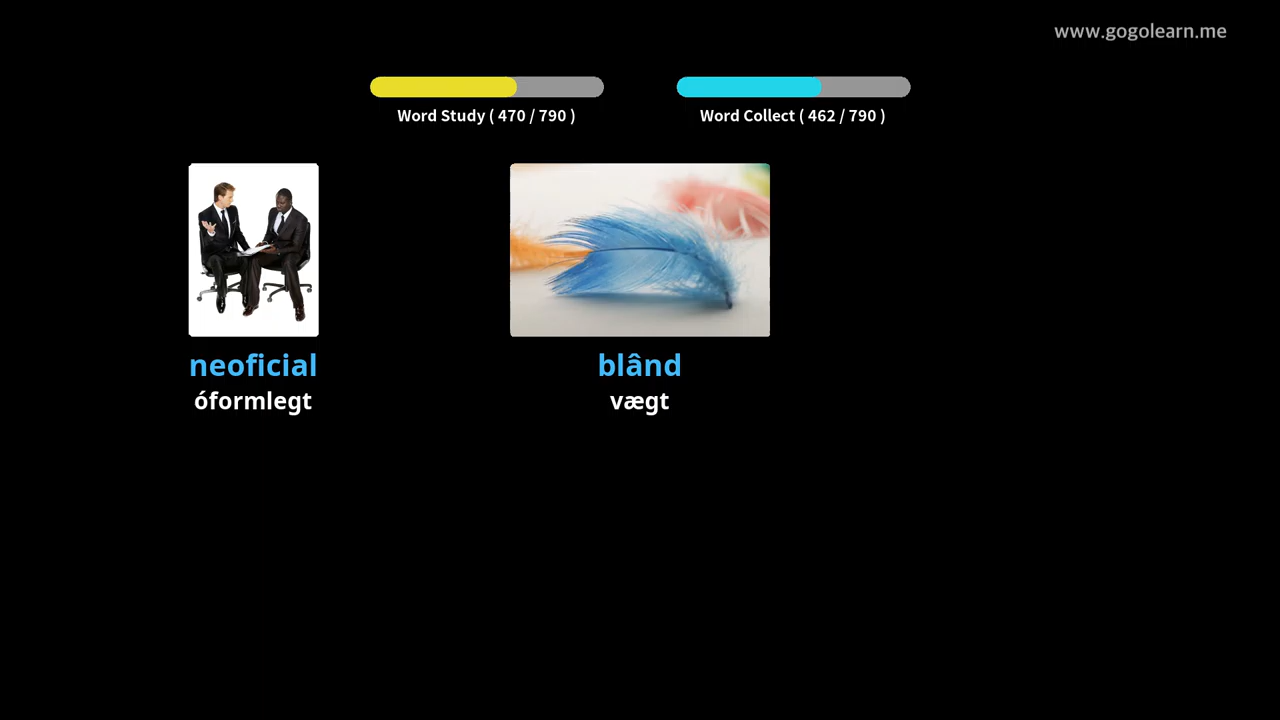 www.gogolearn.me
Word Study ( 470 / 790 )
Word Collect ( 462 / 790 )
neoficial
óformlegt
blând
vægt